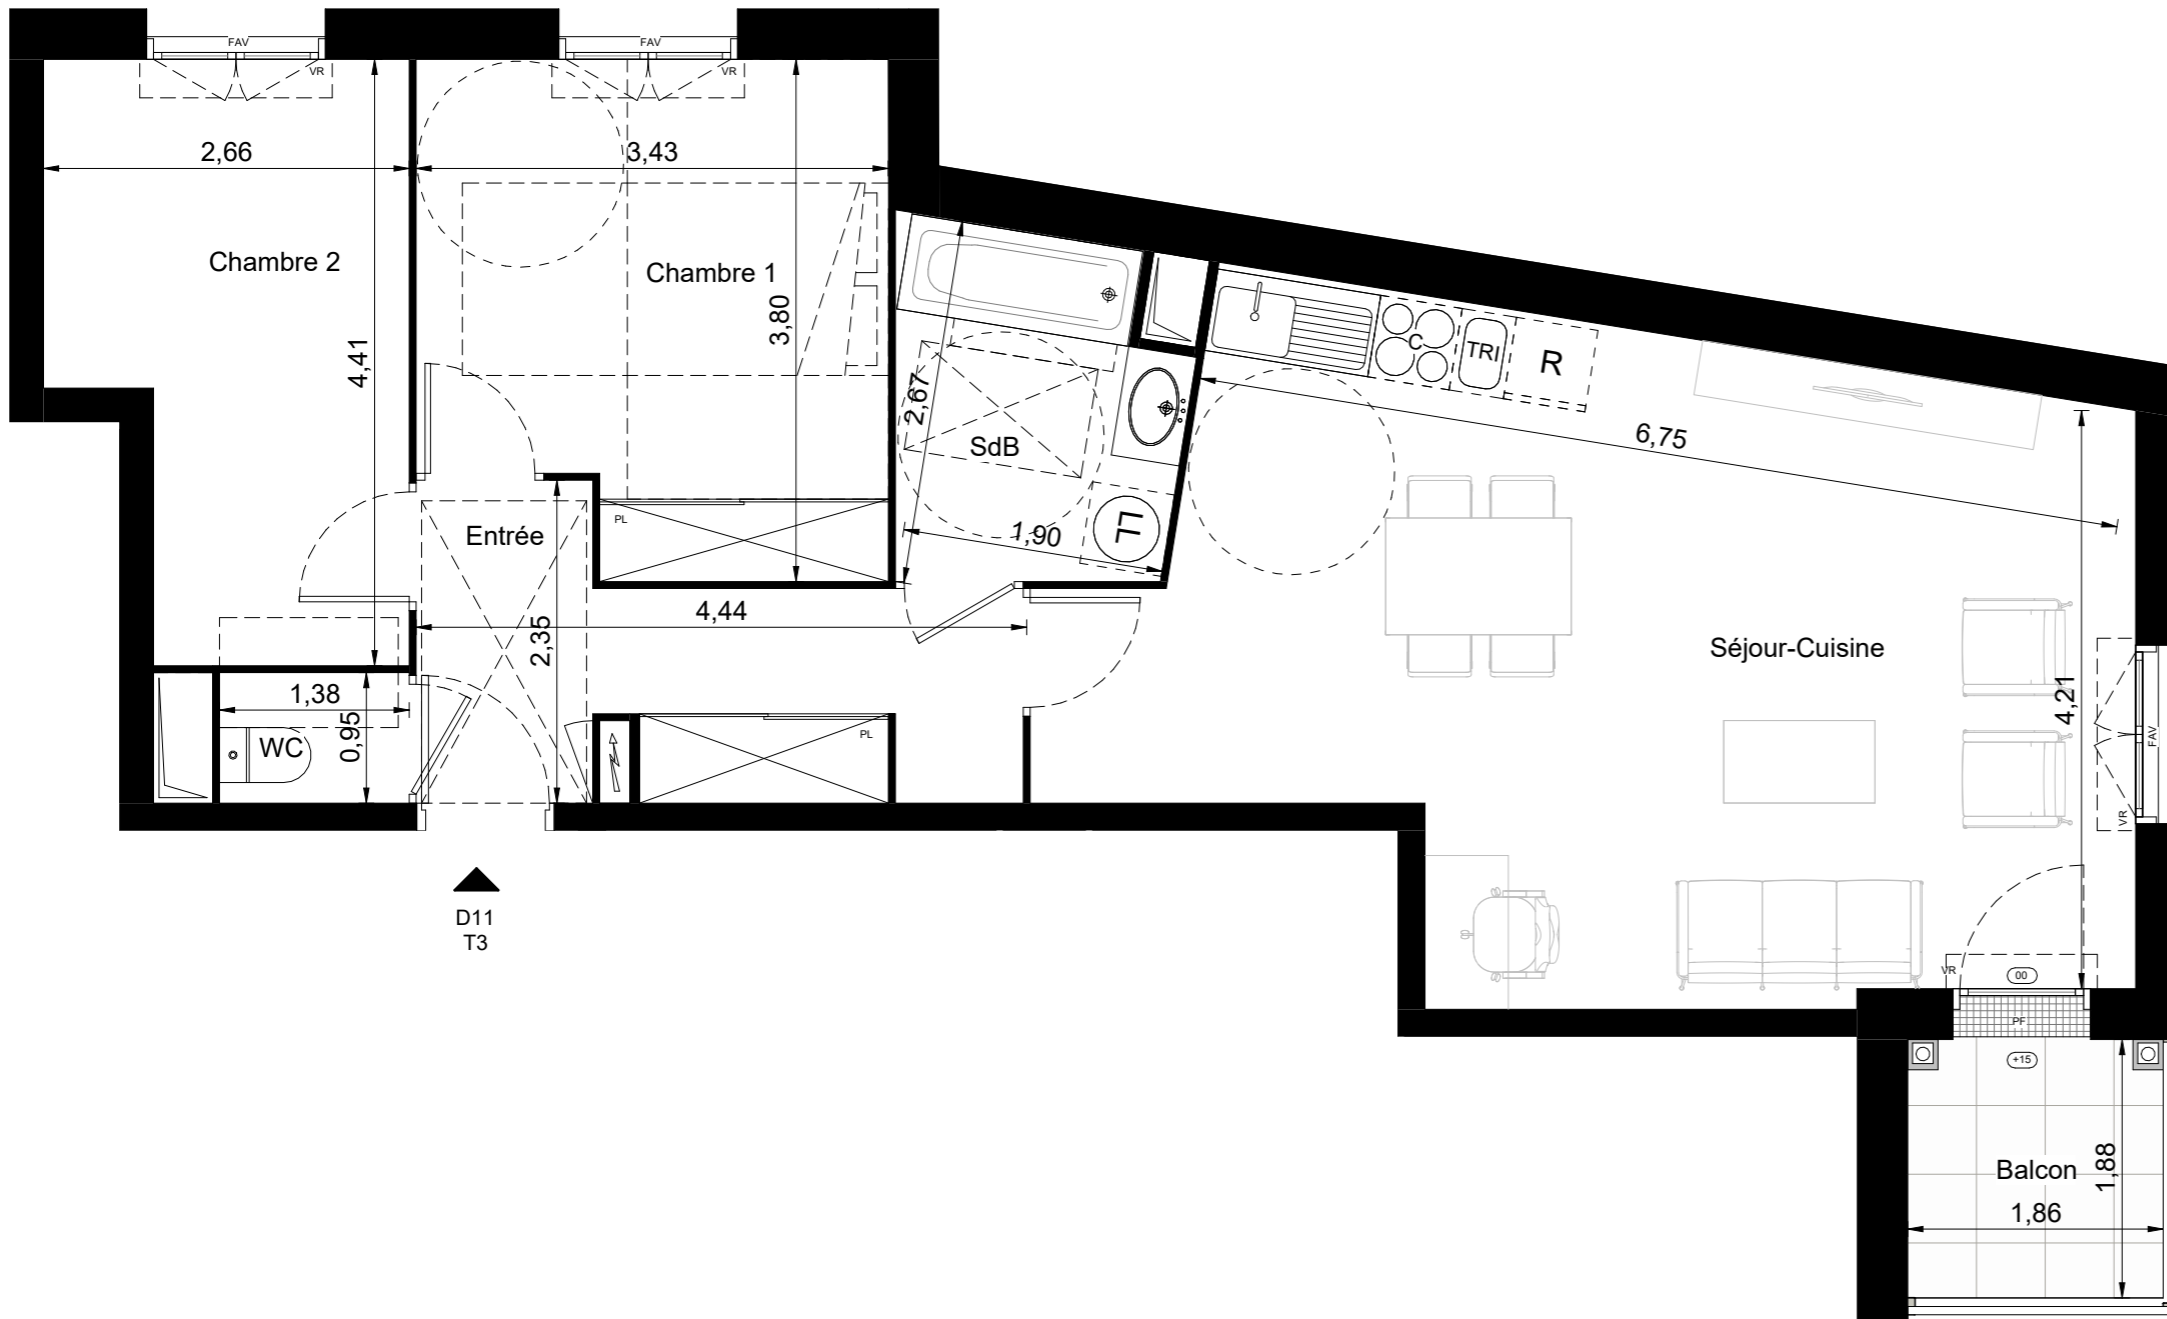 FAV
VR
FAV
VR
2,66
3,43
Chambre 2
Chambre 1
3,80
4,41
2,67
SdB
C
TRI
R
6,75
PL
Entrée
1,90
LL
4,44
2,35
Séjour-Cuisine
4,21
FAV
VR
1,38
0,95
WC
PL
D11
T3
VR
00
PF
+15
Balcon
1,88
1,86